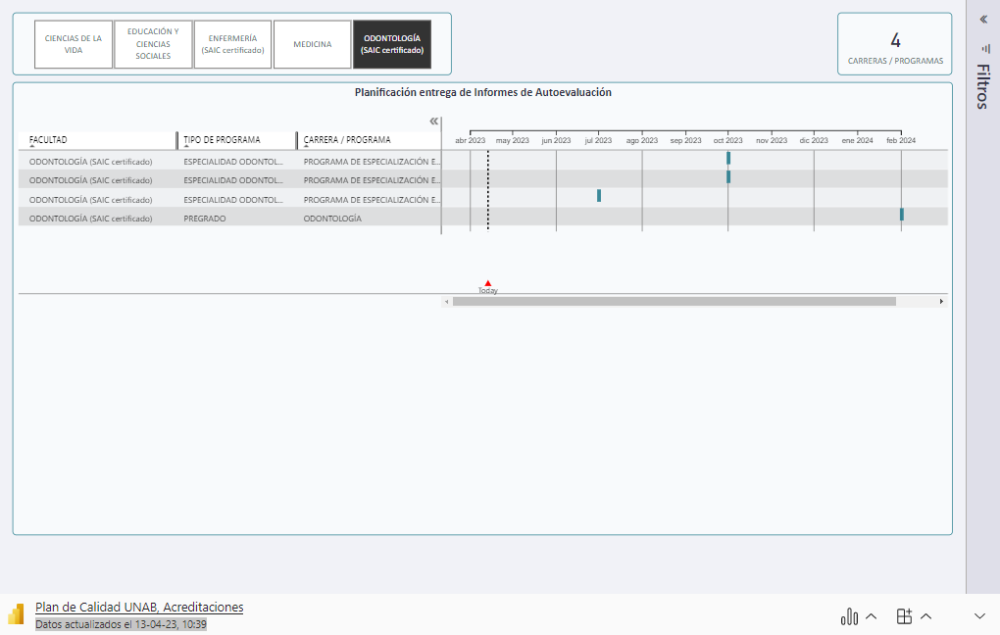 CIENCIAS DE LA
VIDA
EDUCACIÓN Y
CIENCIAS
SOCIALES
ENFERMERÍA
(SAIC certificado)
MEDICINA
ODONTOLOGÍA
(SAIC certificado)
4
CARRERAS / PROGRAMAS
«
Filtros
Planificación entrega de Informes de Autoevaluación
«
FACULTAD TIPO DE PROGRAMA CARRERA / PROGRAMA
abr 2023 may 2023 jun 2023 jul 2023 ago 2023 sep 2023 oct 2023 nov 2023 dic 2023 ene 2024 feb 2024
ODONTOLOGÍA (SAIC certificado) ESPECIALIDAD ODONTOL... PROGRAMA DE ESPECIALIZACIÓN E...
ODONTOLOGÍA (SAIC certificado) ESPECIALIDAD ODONTOL... PROGRAMA DE ESPECIALIZACIÓN E...
ODONTOLOGÍA (SAIC certificado) ESPECIALIDAD ODONTOL... PROGRAMA DE ESPECIALIZACIÓN E...
ODONTOLOGÍA (SAIC certificado) PREGRADO ODONTOLOGÍA
Today
Plan de Calidad UNAB, Acreditaciones
Datos actualizados el 13-04-23, 10:39